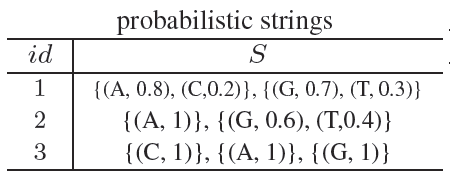 probabilistic strings
id S
1 {(A, 0.8), (C,0.2)}, {(G, 0.7), (T, 0.3)}
2 {(A, 1)}, {(G, 0.6), (T,0.4)}
3 {(C, 1)}, {(A, 1)}, {(G, 1)}